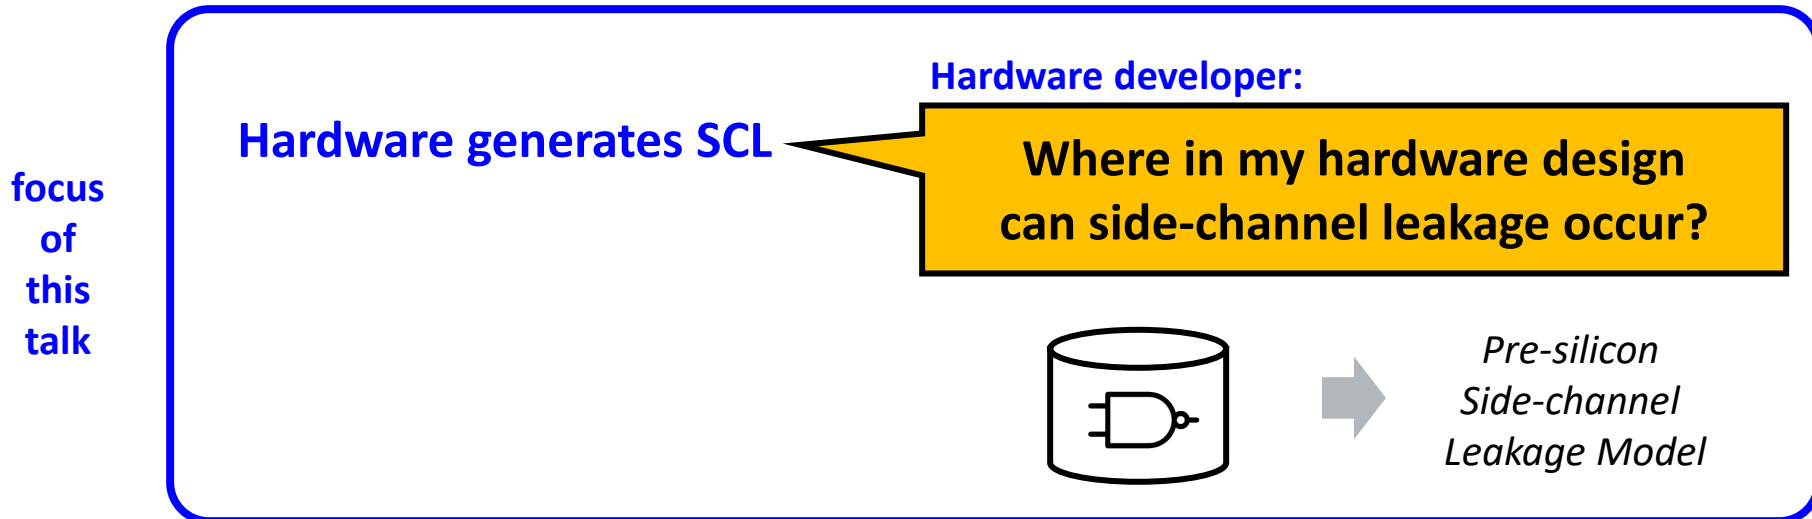 focus
of
this
talk
Hardware generates SCL
Hardware developer:
Where in my hardware design
can side-channel leakage occur?
Pre-silicon
Side-channel
Leakage Model